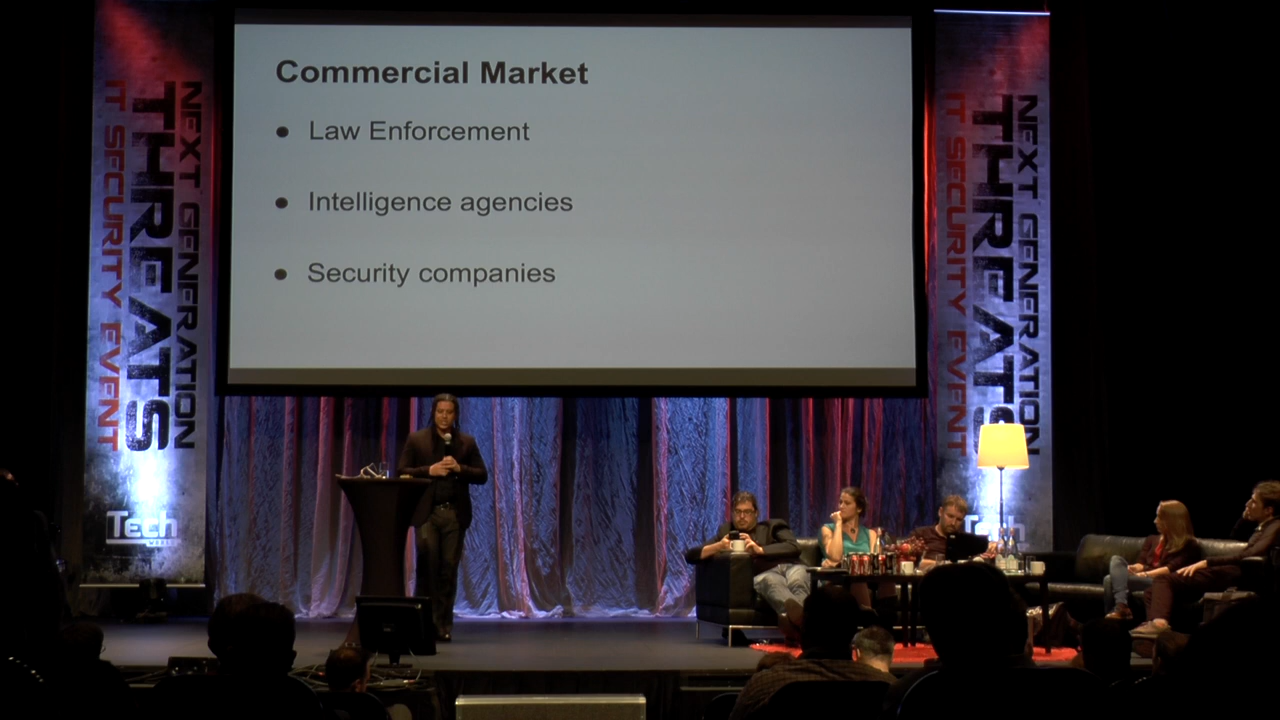 Commercial Market
• Law Enforcement
• Intelligence agencies
• Security companies
NEXT GENERATION
THREATS
IT SECURITY EVENT
Tech
NEXT GENERATION
THREATS
IT SECURITY EVENT
Tech